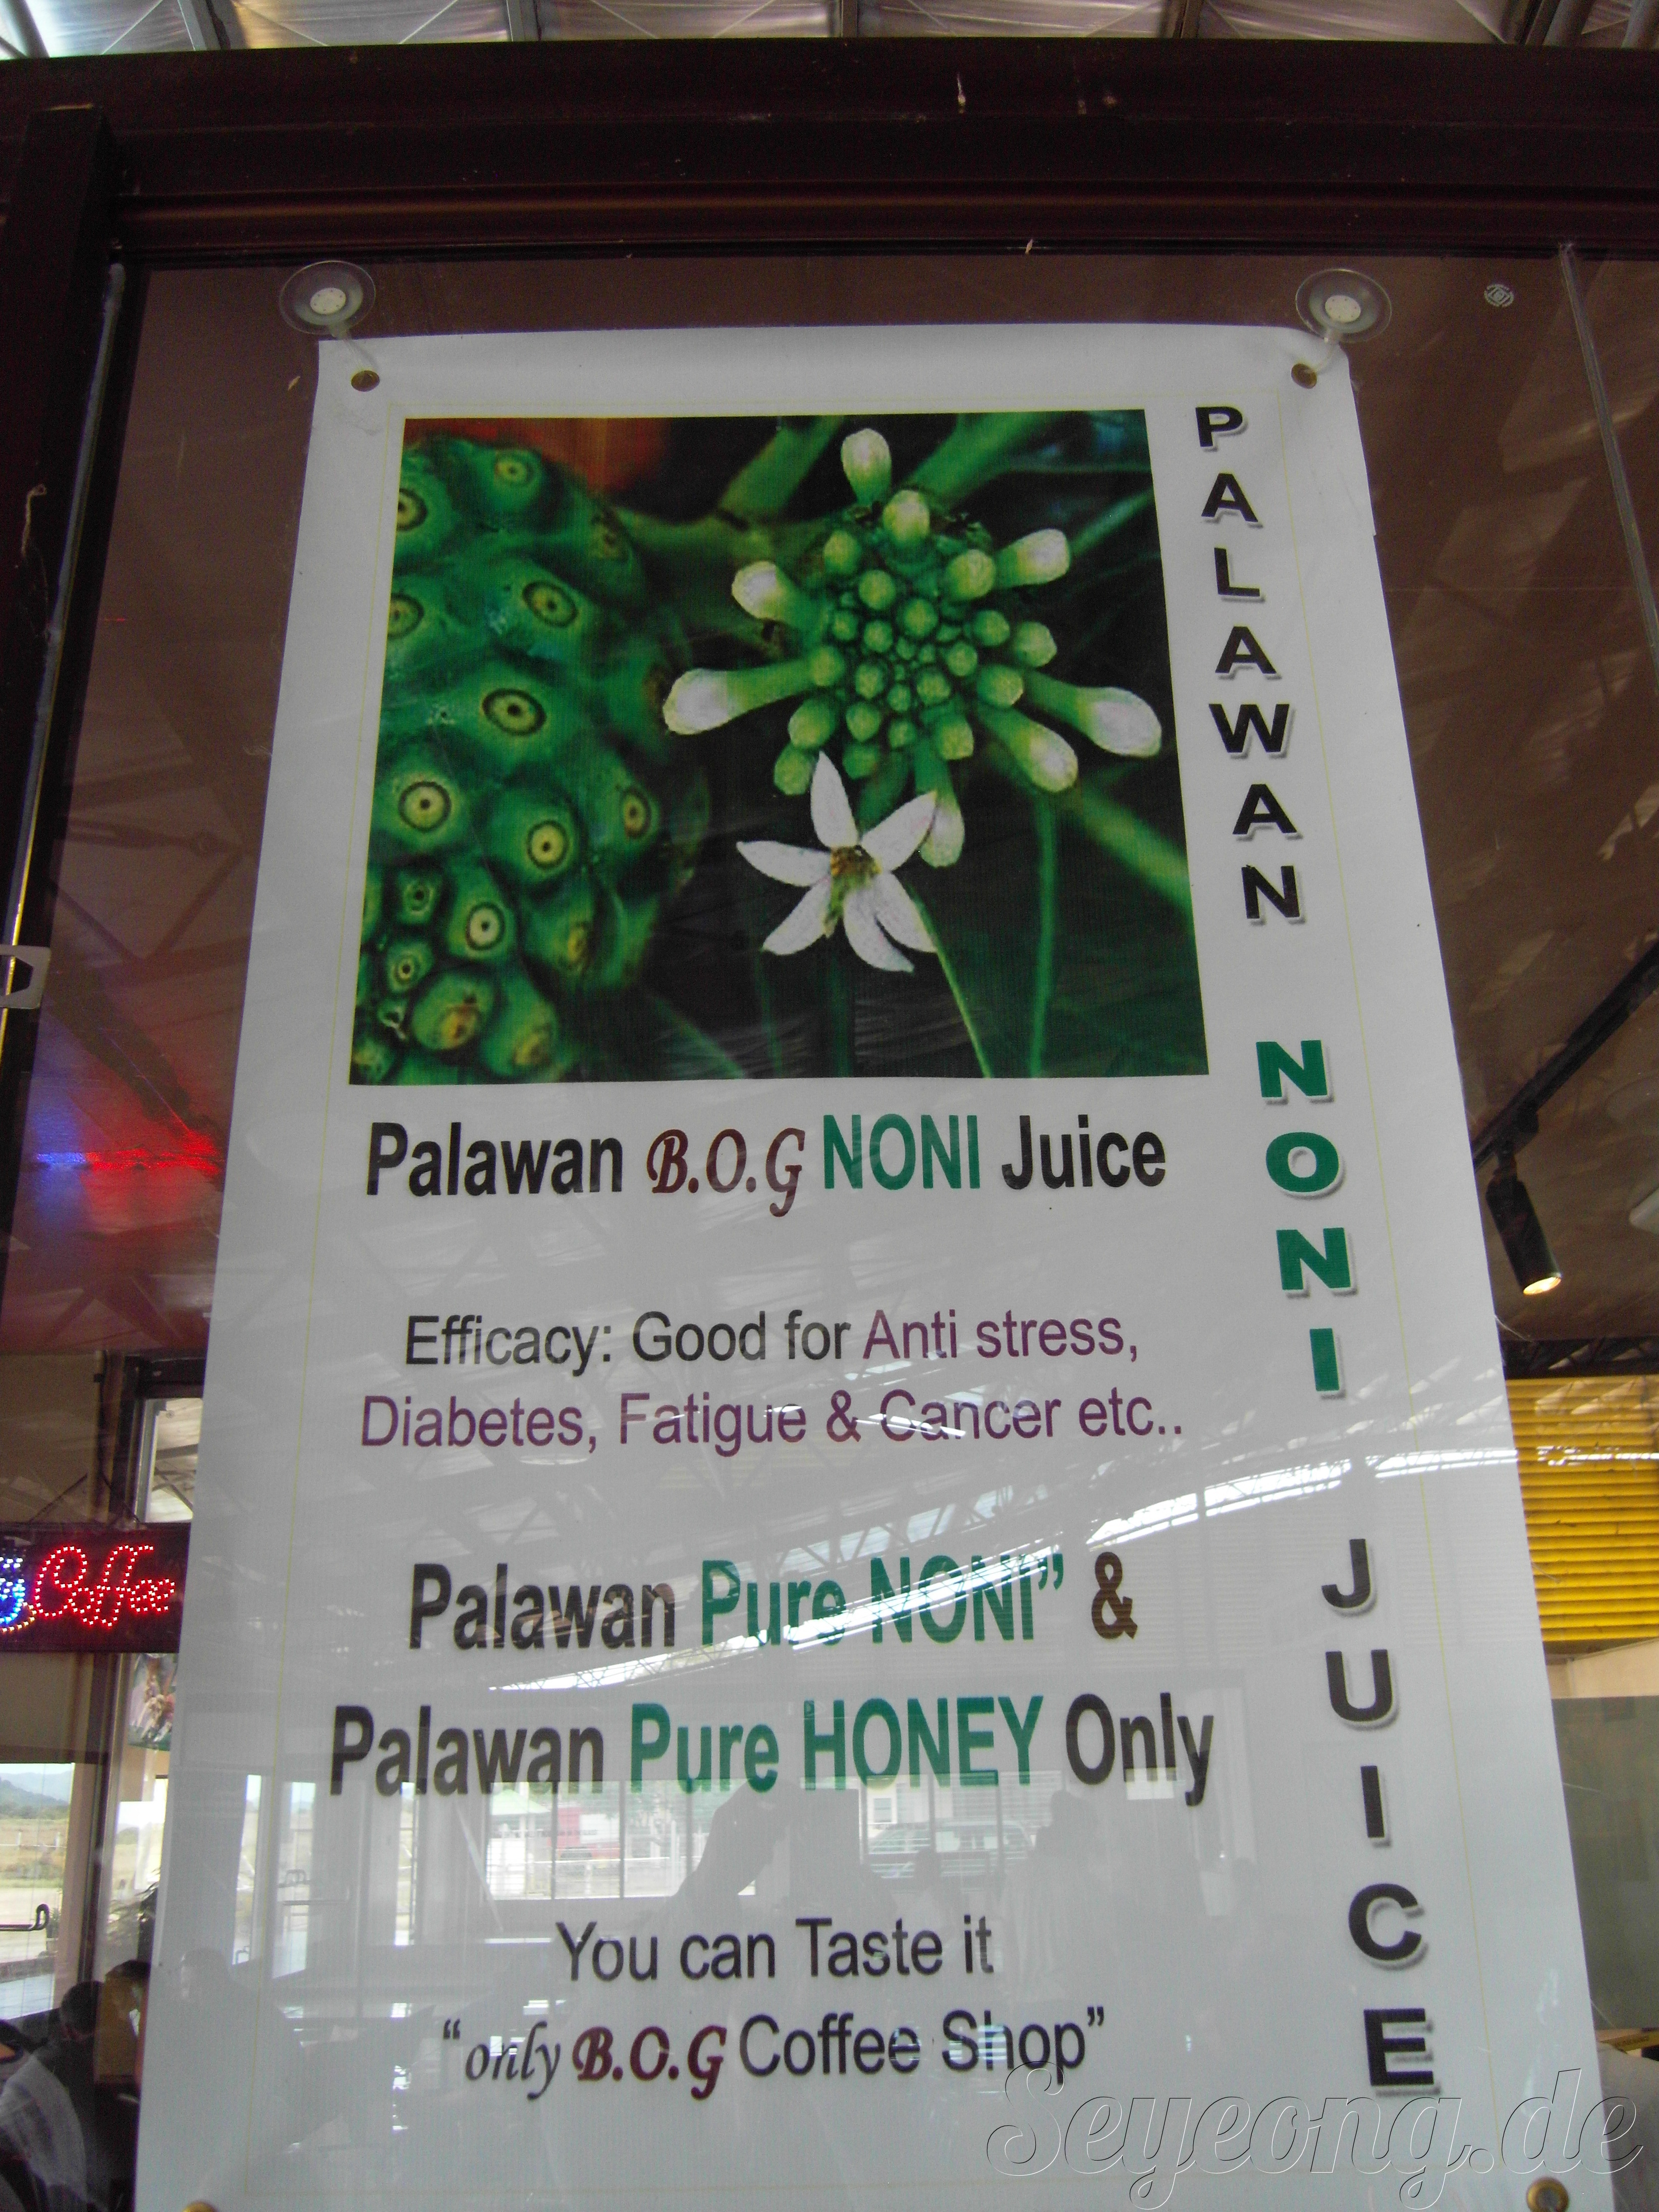 PALAWAN NONI JUICE
Palawan B.O.G NONI Juice
Efficacy: Good for Anti stress,
Diabetes, Fatigue & Cancer etc..
Palawan Pure NONI” &
Palawan Pure HONEY Only
You can Taste it
“only B.O.G Coffee Shop”
Coffee
Seyeong.de